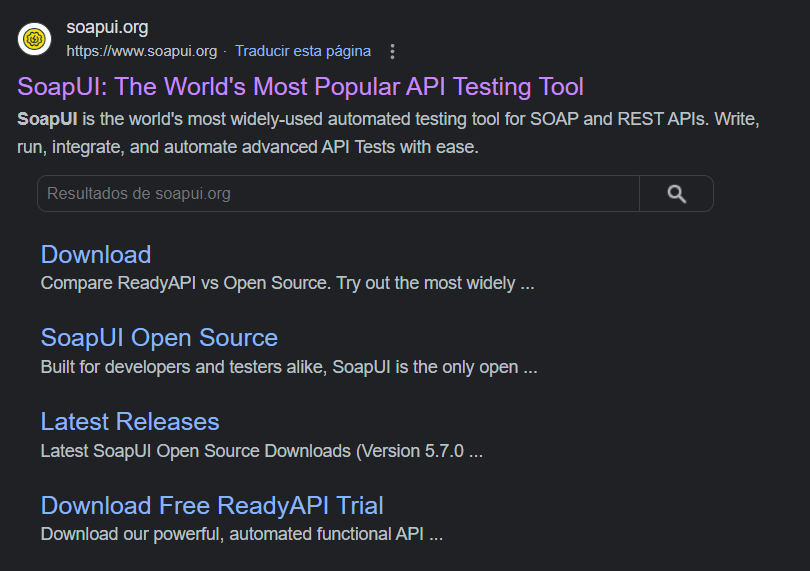 soapui.org
https://www.soapui.org · Traducir esta página
SoapUI: The World's Most Popular API Testing Tool
SoapUI is the world's most widely-used automated testing tool for SOAP and REST APIs. Write,
run, integrate, and automate advanced API Tests with ease.
Resultados de soapui.org
Download
Compare ReadyAPI vs Open Source. Try out the most widely ...
SoapUI Open Source
Built for developers and testers alike, SoapUI is the only open ...
Latest Releases
Latest SoapUI Open Source Downloads (Version 5.7.0 ...
Download Free ReadyAPI Trial
Download our powerful, automated functional API ...